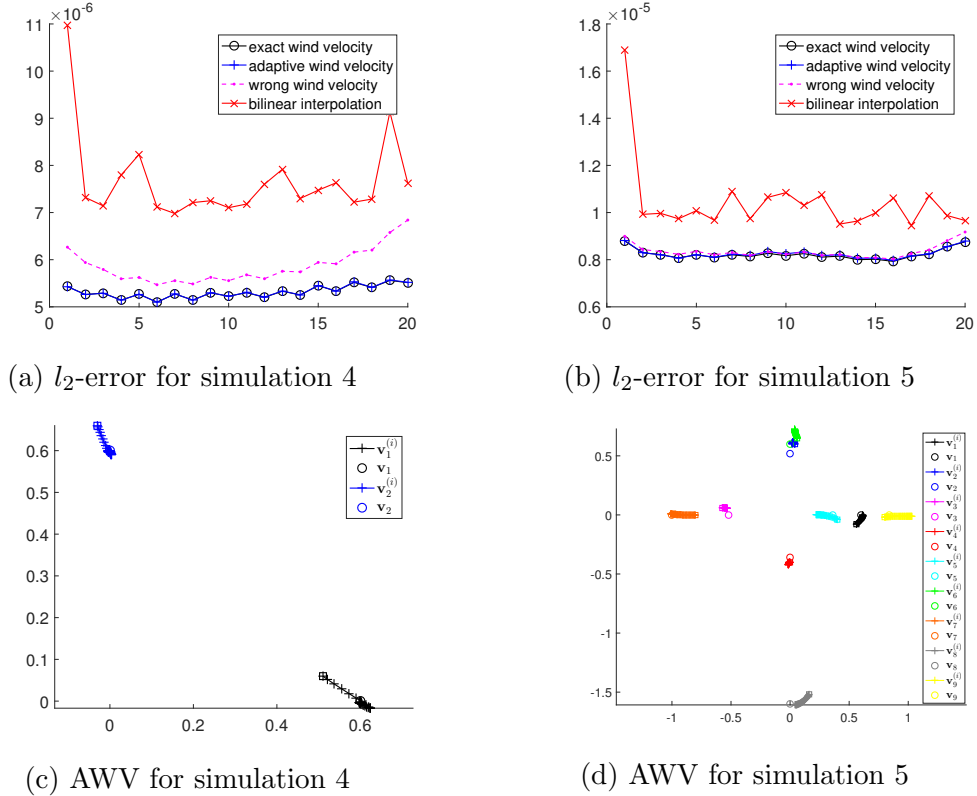 ×10⁻⁶
11
10
9
8
7
6
5
0 5 10 15 20
exact wind velocity
adaptive wind velocity
wrong wind velocity
bilinear interpolation
(a) l₂-error for simulation 4
×10⁻⁵
1.8
1.6
1.4
1.2
1
0.8
0.6
0 5 10 15 20
exact wind velocity
adaptive wind velocity
wrong wind velocity
bilinear interpolation
(b) l₂-error for simulation 5
0.6
0.5
0.4
0.3
0.2
0.1
0
0 0.2 0.4 0.6
v₁⁽ⁱ⁾
v₁
v₂⁽ⁱ⁾
v₂
(c) AWV for simulation 4
0.5
0
-0.5
-1
-1.5
-1 -0.5 0 0.5 1
v₁⁽ⁱ⁾
v₁
v₂⁽ⁱ⁾
v₂
v₃⁽ⁱ⁾
v₃
v₄⁽ⁱ⁾
v₄
v₅⁽ⁱ⁾
v₅
v₆⁽ⁱ⁾
v₆
v₇⁽ⁱ⁾
v₇
v₈⁽ⁱ⁾
v₈
v₉⁽ⁱ⁾
v₉
(d) AWV for simulation 5